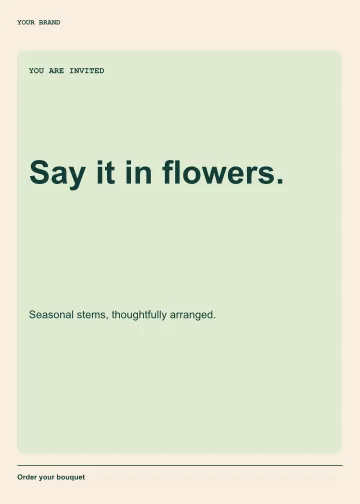 YOUR BRAND
YOU ARE INVITED
Say it in flowers.
Seasonal stems, thoughtfully arranged.
Order your bouquet